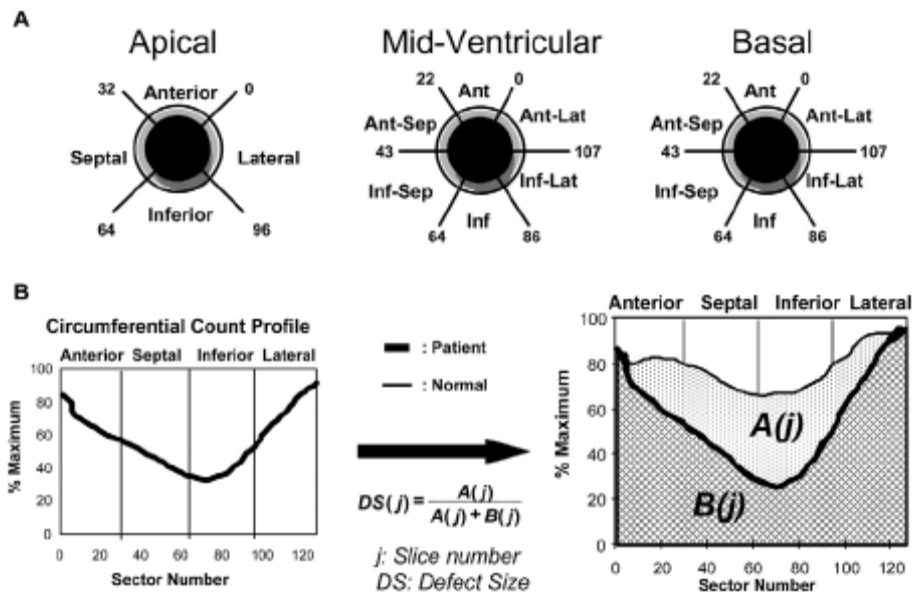 A
Apical
Mid-Ventricular
Basal
32
Anterior
0
Septal
Lateral
Inferior
64
96
22
0
Ant
Ant-Sep
Ant-Lat
43
107
Inf-Sep
Inf-Lat
64
Inf
86
22
0
Ant
Ant-Sep
Ant-Lat
43
107
Inf-Sep
Inf-Lat
64
Inf
86
B
Circumferential Count Profile
Anterior Septal Inferior Lateral
100
80
60
40
20
0
% Maximum
0 20 40 60 80 100 120
Sector Number
: Patient
: Normal
DS(j) = A(j) / A(j) + B(j)
j: Slice number
DS: Defect Size
Anterior Septal Inferior Lateral
100
80
60
40
20
0
% Maximum
A(j)
B(j)
0 20 40 60 80 100 120
Sector Number